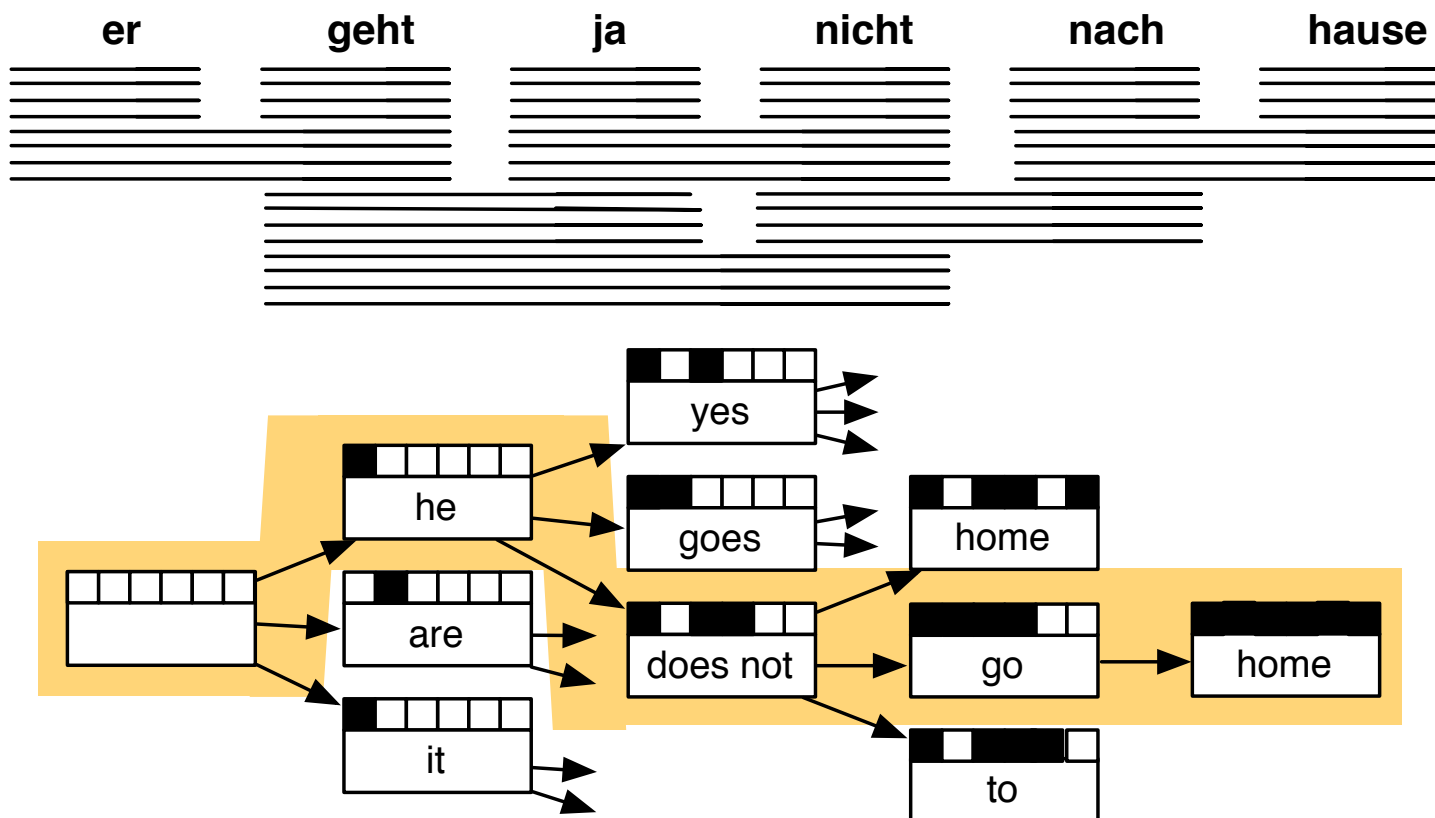 er geht ja nicht nach hause
yes
he
goes
home
are
does not
go
home
it
to